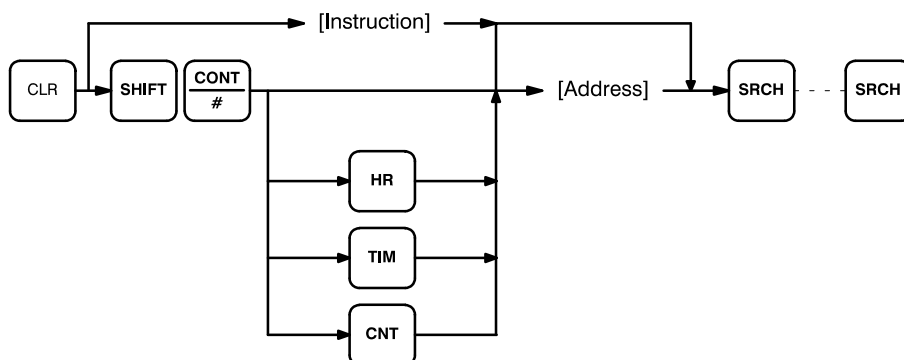 [Instruction]
CLR SHIFT CONT
#
[Address] SRCH SRCH
HR
TIM
CNT